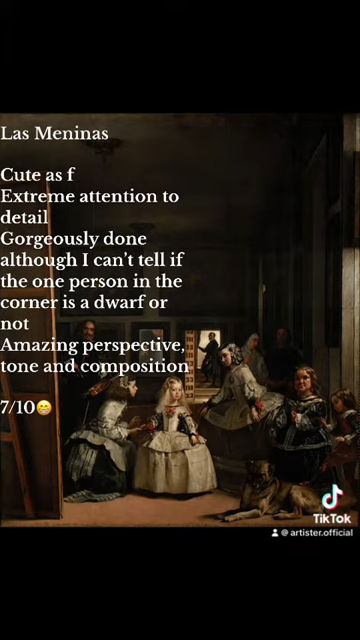 Las Meninas
Cute as f
Extreme attention to
detail
Gorgeously done
although I can't tell if
the one person in the
corner is a dwarf or
not
Amazing perspective,
tone and composition
7/10😁
TikTok
@ artister.official